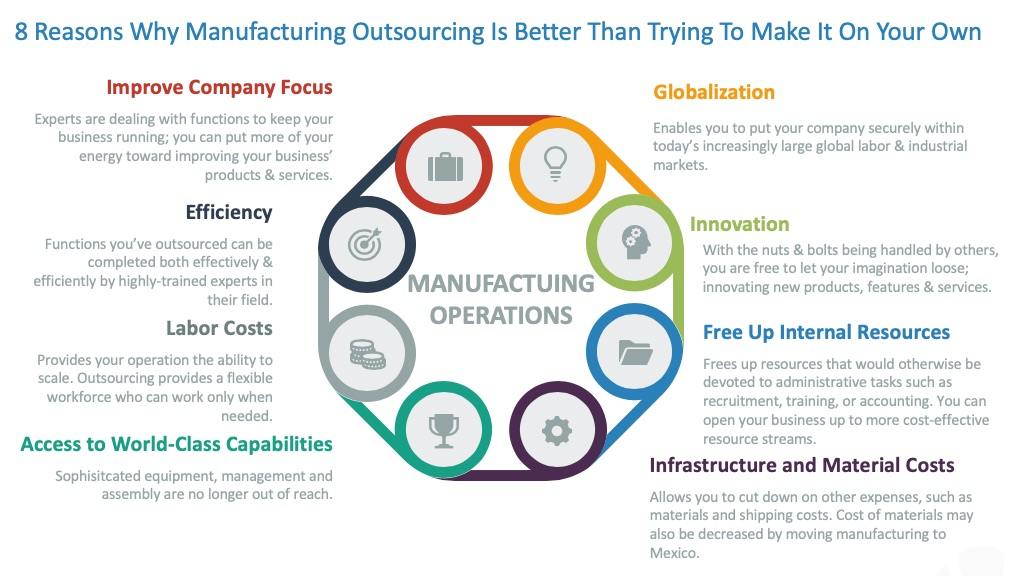 8 Reasons Why Manufacturing Outsourcing Is Better Than Trying To Make It On Your Own
Improve Company Focus
Experts are dealing with functions to keep your
business running; you can put more of your
energy toward improving your business’
products & services.
Efficiency
Functions you’ve outsourced can be
completed both effectively &
efficiently by highly-trained experts in
their field.
Labor Costs
Provides your operation the ability to
scale. Outsourcing provides a flexible
workforce who can work only when
needed.
Access to World-Class Capabilities
Sophisitcated equipment, management and
assembly are no longer out of reach.
MANUFACTUING
OPERATIONS
Globalization
Enables you to put your company securely within
today’s increasingly large global labor & industrial
markets.
Innovation
With the nuts & bolts being handled by others,
you are free to let your imagination loose;
innovating new products, features & services.
Free Up Internal Resources
Frees up resources that would otherwise be
devoted to administrative tasks such as
recruitment, training, or accounting. You can
open your business up to more cost-effective
resource streams.
Infrastructure and Material Costs
Allows you to cut down on other expenses, such as
materials and shipping costs. Cost of materials may
also be decreased by moving manufacturing to
Mexico.